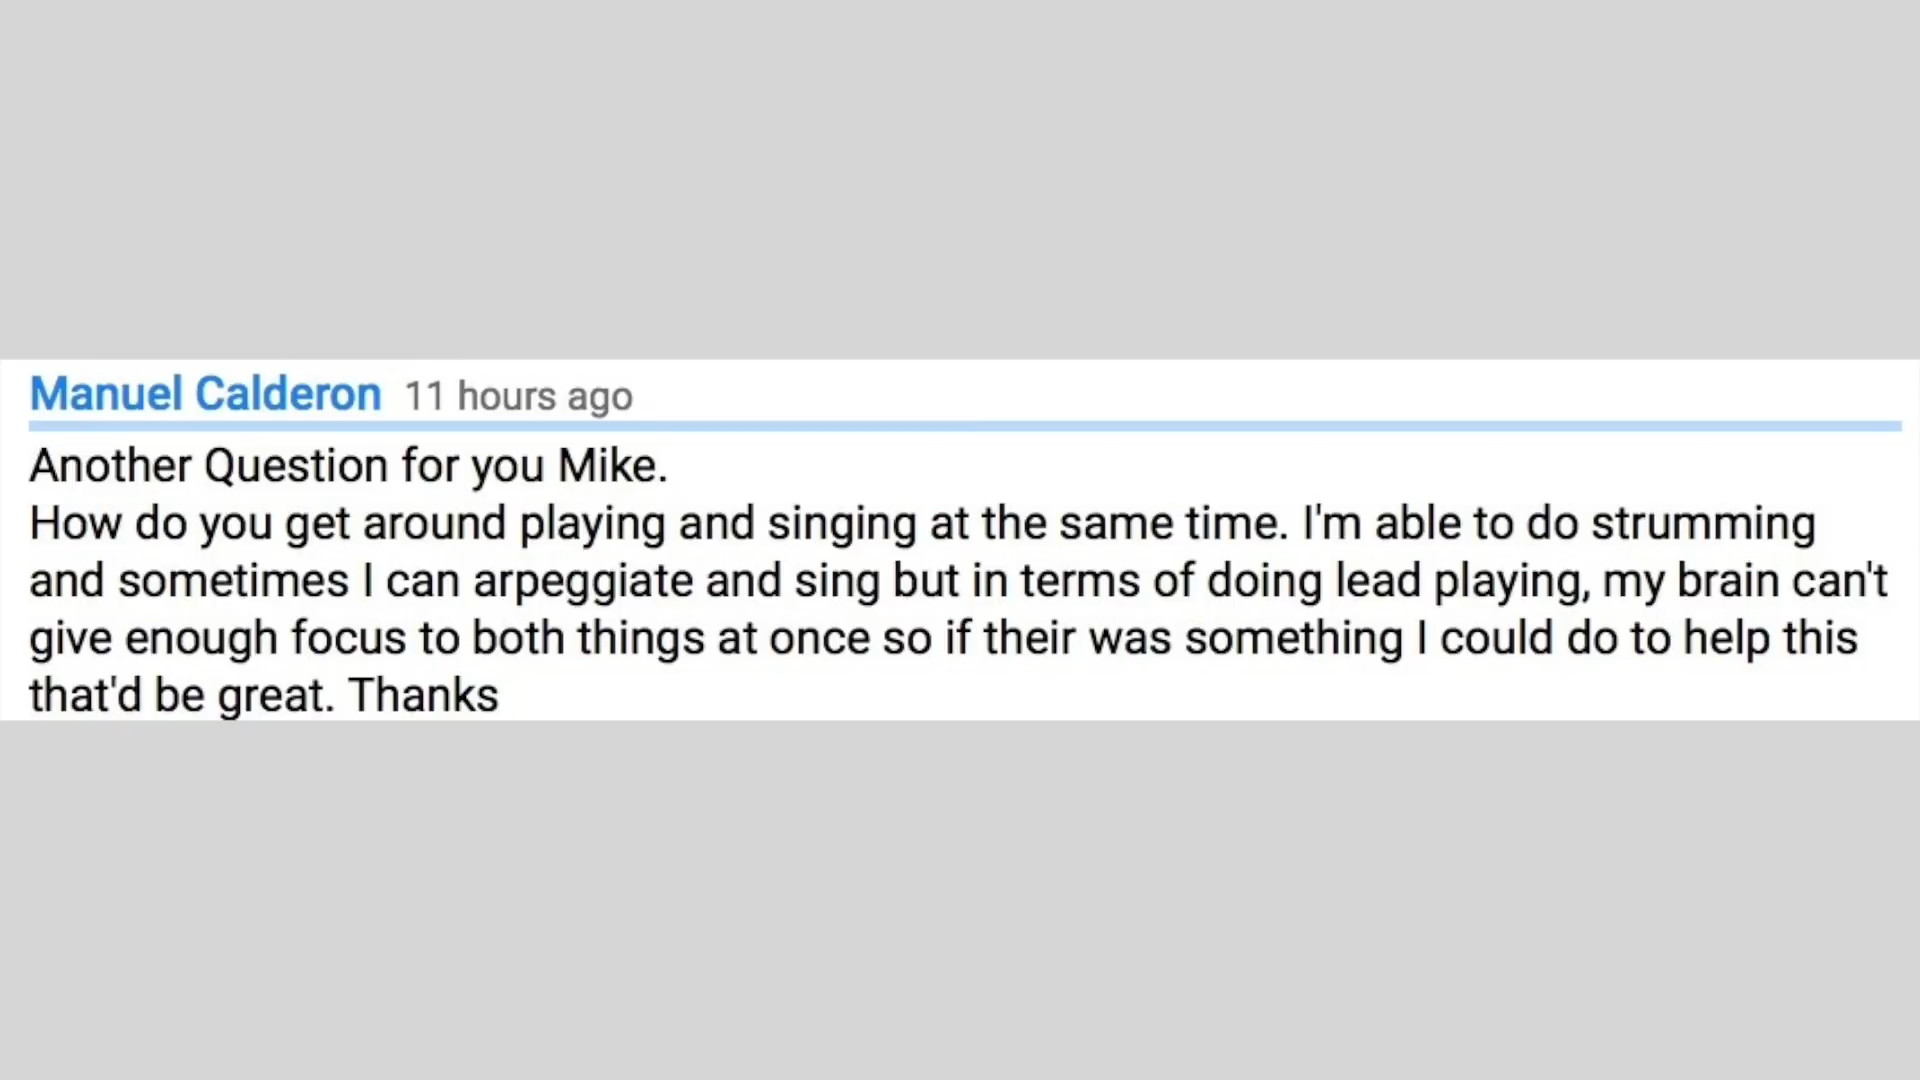 Manuel Calderon 11 hours ago
Another Question for you Mike.
How do you get around playing and singing at the same time. I'm able to do strumming
and sometimes I can arpeggiate and sing but in terms of doing lead playing, my brain can't
give enough focus to both things at once so if their was something I could do to help this
that'd be great. Thanks